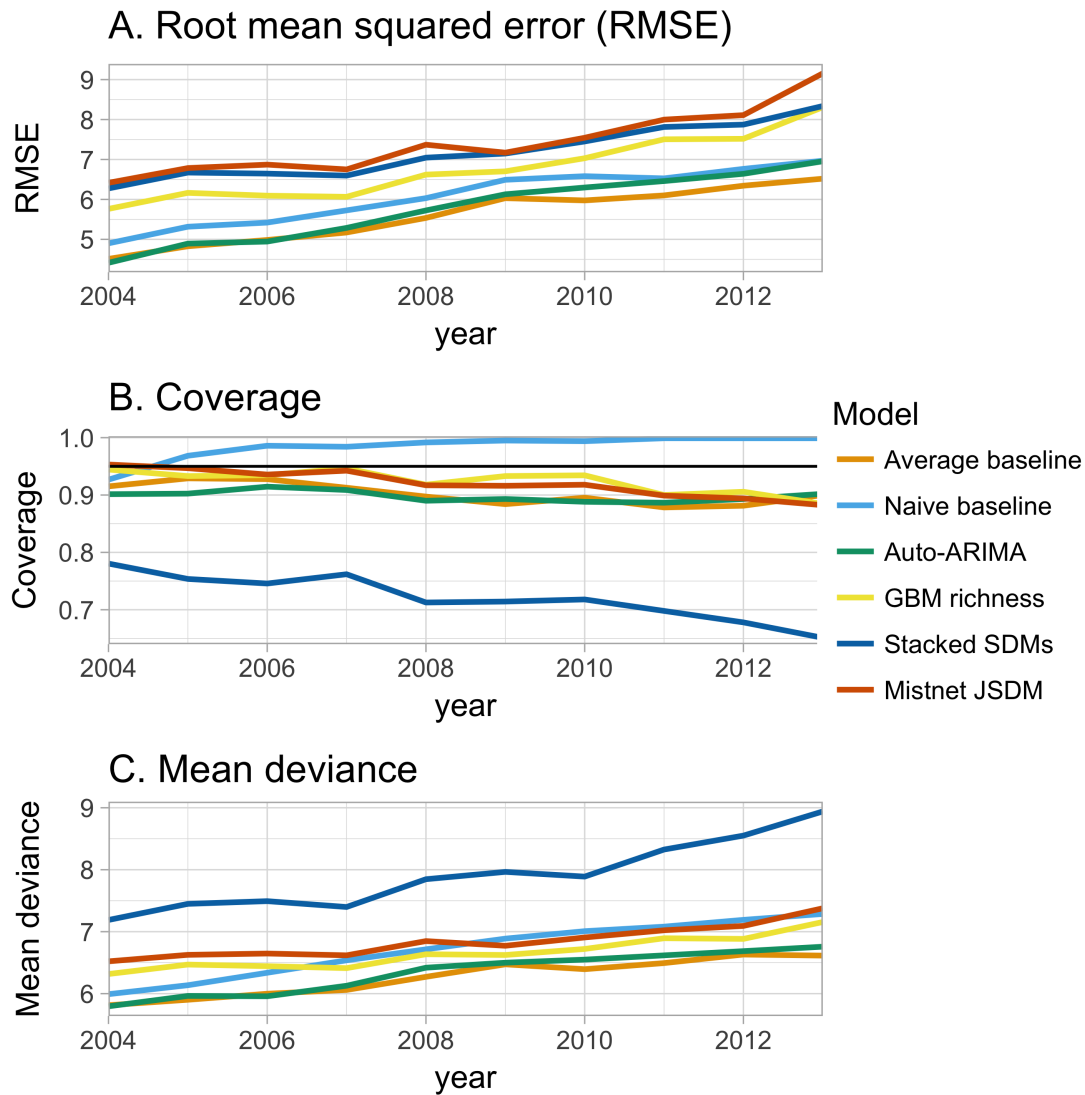 A. Root mean squared error (RMSE)
9
8
7
6
5
RMSE
2004 2006 2008 2010 2012
year
B. Coverage
1.0
0.9
0.8
0.7
Coverage
2004 2006 2008 2010 2012
year
Model
Average baseline
Naive baseline
Auto-ARIMA
GBM richness
Stacked SDMs
Mistnet JSDM
C. Mean deviance
9
8
7
6
Mean deviance
2004 2006 2008 2010 2012
year